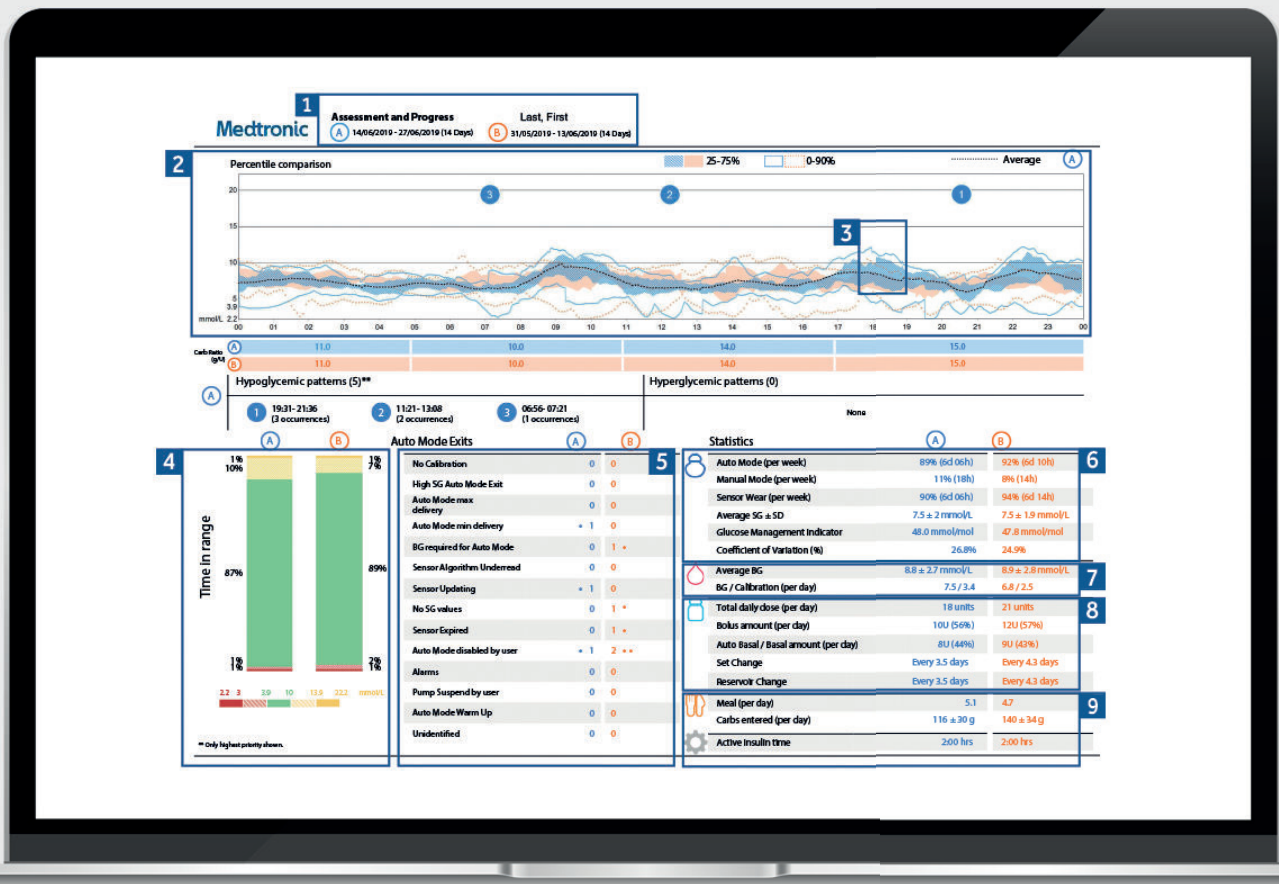 1
Medtronic
Assessment and Progress Last, First
A 14/06/2019 - 27/06/2019 (14 Days) B 31/05/2019 - 13/06/2019 (14 Days)
2
Percentile comparison 25-75% 0-90% Average A
20
15
10
5
3.9
mmol/L 2.2
3 2 1
3
00 01 02 03 04 05 06 07 08 09 10 11 12 13 14 15 16 17 18 19 20 21 22 23 00
Carb Ratio
(g/U)
A 11.0 10.0 14.0 15.0
B 11.0 10.0 14.0 15.0
A
Hypoglycemic patterns (5)** Hyperglycemic patterns (0)
1 19:31- 21:36 2 11:21- 13:08 3 06:56- 07:21 None
(3 occurrences) (2 occurrences) (1 occurrences)
4
A B
1% 1%
10% 7%
87% 89%
1% 2%
1% 1%
Time in range
2.2 3 3.9 10 13.9 22.2 mmol/L
** Only highest priority shown.
Auto Mode Exits A B
5
No Calibration 0 0
High SG Auto Mode Exit 0 0
Auto Mode max
delivery 0 0
Auto Mode min delivery • 1 0
BG required for Auto Mode 0 1 •
Sensor Algorithm Underread 0 0
Sensor Updating • 1 0
No SG values 0 1 •
Sensor Expired 0 1 •
Auto Mode disabled by user • 1 2 • •
Alarms 0 0
Pump Suspend by user 0 0
Auto Mode Warm Up 0 0
Unidentified 0 0
Statistics A B
6
Auto Mode (per week) 89% (6d 06h) 92% (6d 10h)
Manual Mode (per week) 11% (18h) 8% (14h)
Sensor Wear (per week) 90% (6d 06h) 94% (6d 14h)
Average SG ± SD 7.5 ± 2 mmol/L 7.5 ± 1.9 mmol/L
Glucose Management Indicator 48.0 mmol/mol 47.8 mmol/mol
Coefficient of Variation (%) 26.8% 24.9%
7
Average BG 8.8 ± 2.7 mmol/L 8.9 ± 2.8 mmol/L
BG / Calibration (per day) 7.5 / 3.4 6.8 / 2.5
8
Total daily dose (per day) 18 units 21 units
Bolus amount (per day) 10U (56%) 12U (57%)
Auto Basal / Basal amount (per day) 8U (44%) 9U (43%)
Set Change Every 3.5 days Every 4.3 days
Reservoir Change Every 3.5 days Every 4.3 days
9
Meal (per day) 5.1 4.7
Carbs entered (per day) 116 ± 30 g 140 ± 34 g
Active Insulin time 2:00 hrs 2:00 hrs